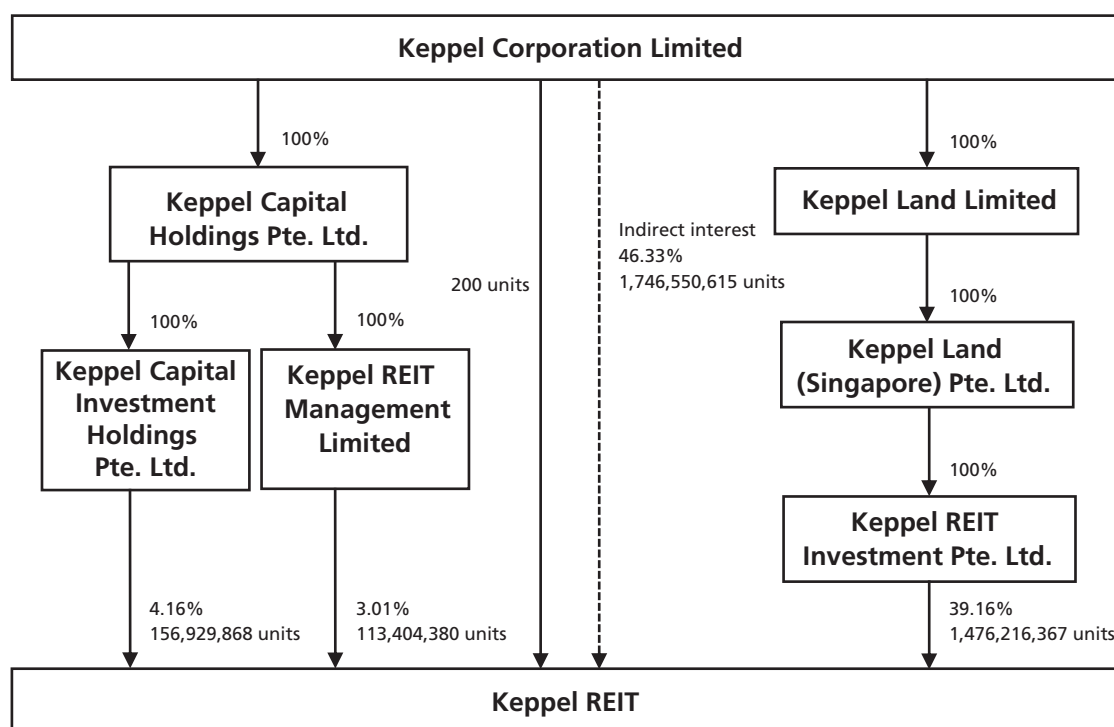 Keppel Corporation Limited
100%
100%
Keppel Capital
Holdings Pte. Ltd.
Keppel Land Limited
Indirect interest
46.33%
1,746,550,615 units
200 units
100%
100%
100%
Keppel Capital
Investment
Holdings
Pte. Ltd.
Keppel REIT
Management
Limited
Keppel Land
(Singapore) Pte. Ltd.
100%
Keppel REIT
Investment Pte. Ltd.
4.16%
156,929,868 units
3.01%
113,404,380 units
39.16%
1,476,216,367 units
Keppel REIT